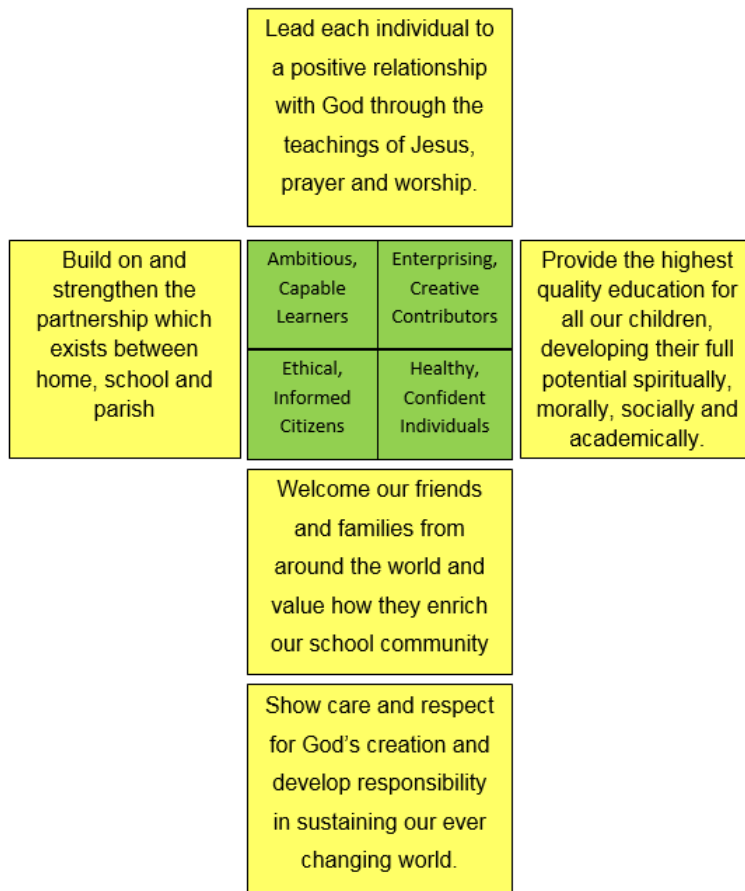 Lead each individual to
a positive relationship
with God through the
teachings of Jesus,
prayer and worship.
Build on and
strengthen the
partnership which
exists between
home, school and
parish
Ambitious,
Capable
Learners
Enterprising,
Creative
Contributors
Ethical,
Informed
Citizens
Healthy,
Confident
Individuals
Provide the highest
quality education for
all our children,
developing their full
potential spiritually,
morally, socially and
academically.
Welcome our friends
and families from
around the world and
value how they enrich
our school community
Show care and respect
for God’s creation and
develop responsibility
in sustaining our ever
changing world.